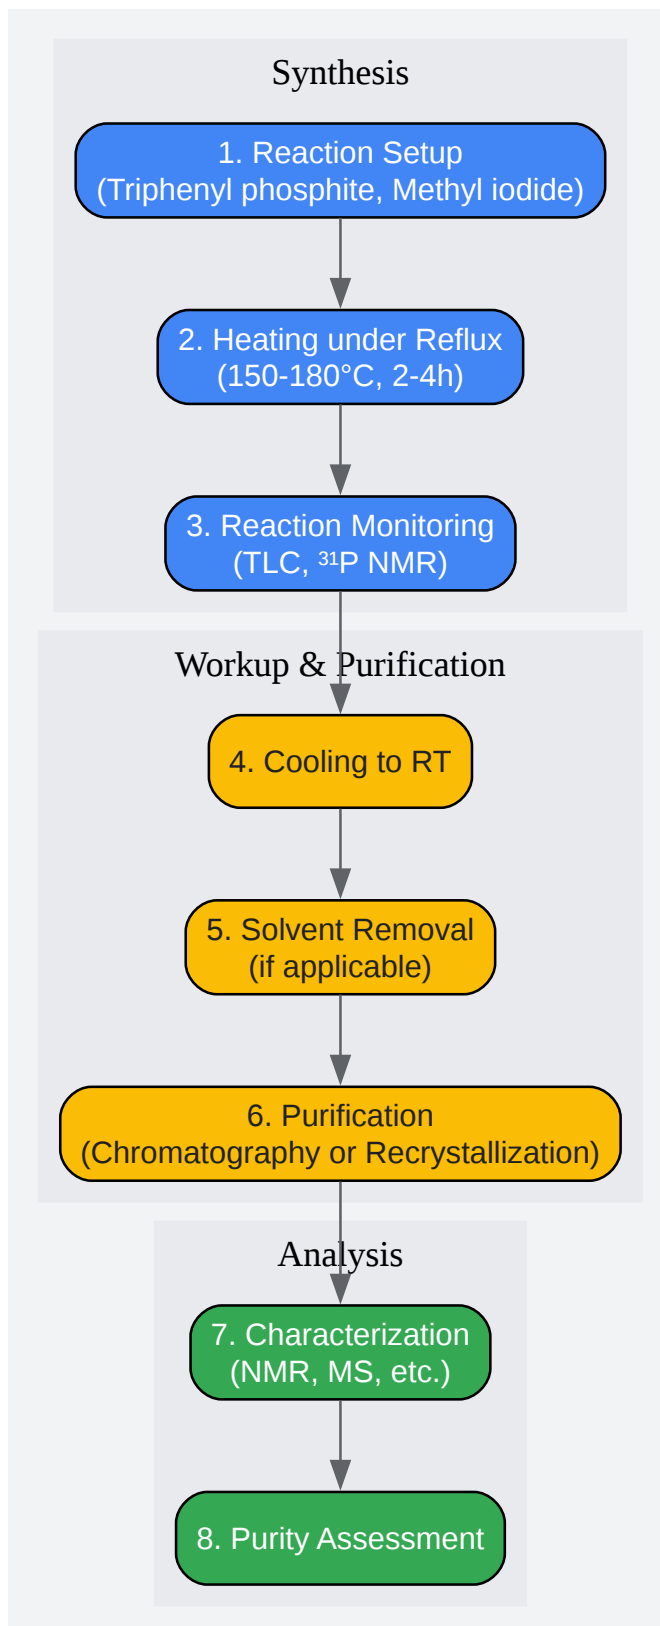 Synthesis
1. Reaction Setup
(Triphenyl phosphite, Methyl iodide)
2. Heating under Reflux
(150-180°C, 2-4h)
3. Reaction Monitoring
(TLC, ³¹P NMR)
Workup & Purification
4. Cooling to RT
5. Solvent Removal
(if applicable)
6. Purification
(Chromatography or Recrystallization)
Analysis
7. Characterization
(NMR, MS, etc.)
8. Purity Assessment